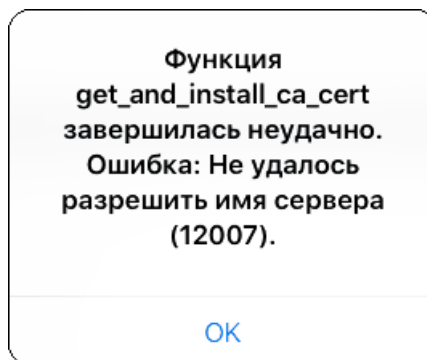 Функция
get_and_install_ca_cert
завершилась неудачно.
Ошибка: Не удалось
разрешить имя сервера
(12007).
OK